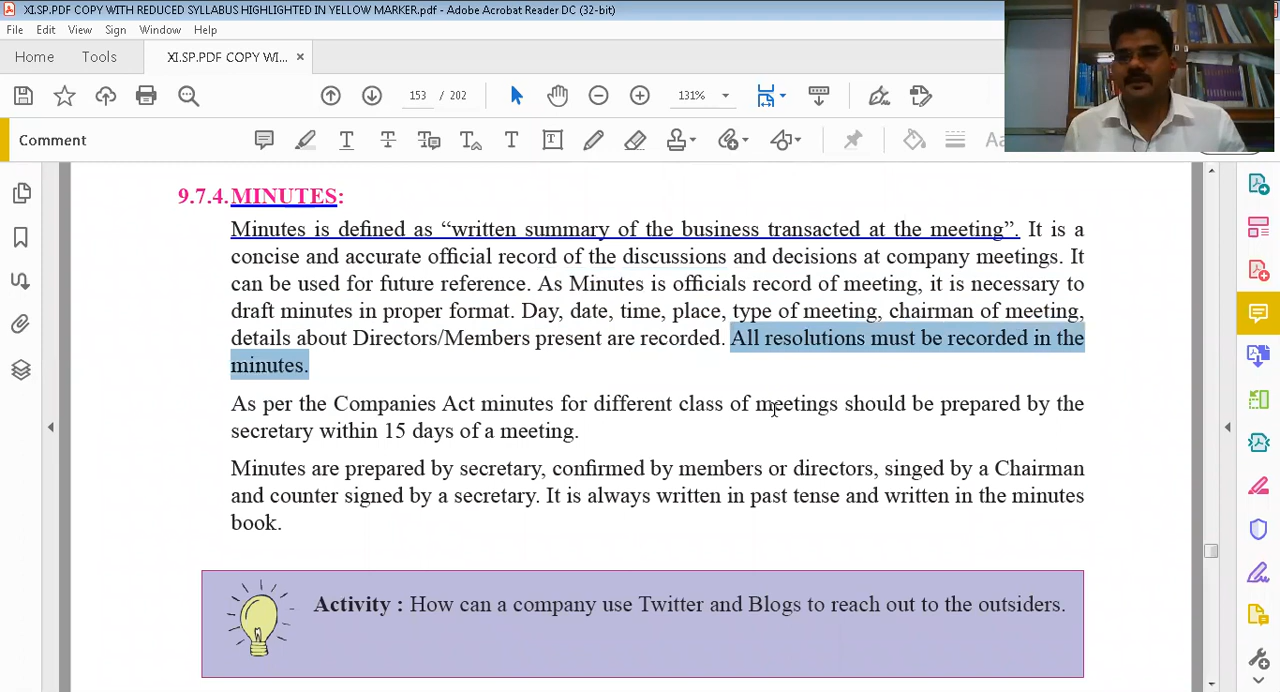 XI.SP.PDF COPY WITH REDUCED SYLLABUS HIGHLIGHTED IN YELLOW MARKER.pdf - Adobe Acrobat Reader DC (32-bit)
File Edit View Sign Window Help
Home Tools XI.SP.PDF COPY WI... ×
153 / 202 131%
Comment
9.7.4. MINUTES:
Minutes is defined as “written summary of the business transacted at the meeting”. It is a
concise and accurate official record of the discussions and decisions at company meetings. It
can be used for future reference. As Minutes is officials record of meeting, it is necessary to
draft minutes in proper format. Day, date, time, place, type of meeting, chairman of meeting,
details about Directors/Members present are recorded. All resolutions must be recorded in the
minutes.
As per the Companies Act minutes for different class of meetings should be prepared by the
secretary within 15 days of a meeting.
Minutes are prepared by secretary, confirmed by members or directors, singed by a Chairman
and counter signed by a secretary. It is always written in past tense and written in the minutes
book.
Activity : How can a company use Twitter and Blogs to reach out to the outsiders.